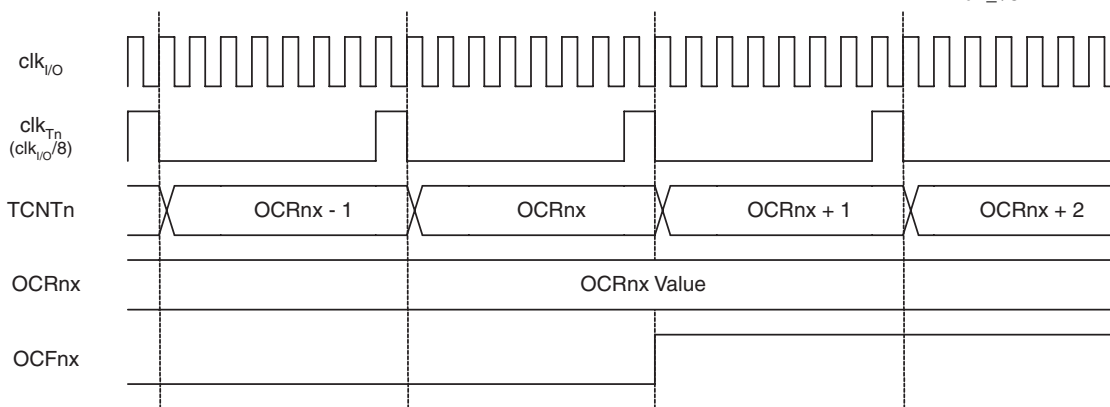 clkI/O
clkTn
(clkI/O/8)
TCNTn
OCRnx - 1
OCRnx
OCRnx + 1
OCRnx + 2
OCRnx
OCRnx Value
OCFnx